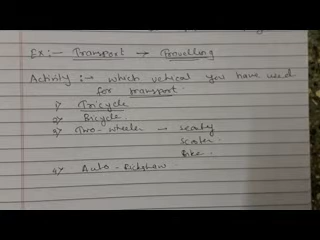 Ex:- Transport → Travelling
Activity :→ which vehical you have used
for transport.
1) Tricycle
2) Bicycle
3) Two-wheeler →
Scooter
Bike.
4) Auto-Rickshaw.